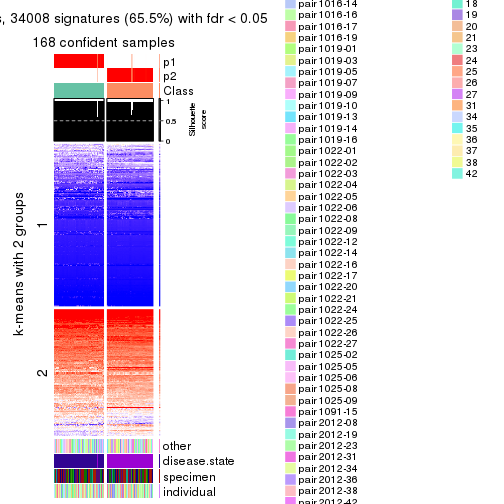 s, 34008 signatures (65.5%) with fdr < 0.05
168 confident samples
p1
p2
Class
1
0.5
0
Silhouette
score
k-means with 2 groups
1
2
other
disease.state
specimen
individual
pair1016-14
pair1016-16
pair1016-17
pair1016-19
pair1019-01
pair1019-03
pair1019-05
pair1019-07
pair1019-09
pair1019-10
pair1019-13
pair1019-14
pair1019-16
pair1022-01
pair1022-02
pair1022-03
pair1022-04
pair1022-05
pair1022-06
pair1022-08
pair1022-09
pair1022-12
pair1022-14
pair1022-16
pair1022-17
pair1022-20
pair1022-21
pair1022-24
pair1022-25
pair1022-26
pair1022-27
pair1025-02
pair1025-05
pair1025-06
pair1025-08
pair1025-09
pair1091-15
pair2012-08
pair2012-19
pair2012-23
pair2012-31
pair2012-34
pair2012-36
pair2012-38
pair2012-42
18
19
20
21
23
24
25
26
27
31
34
35
36
37
38
42